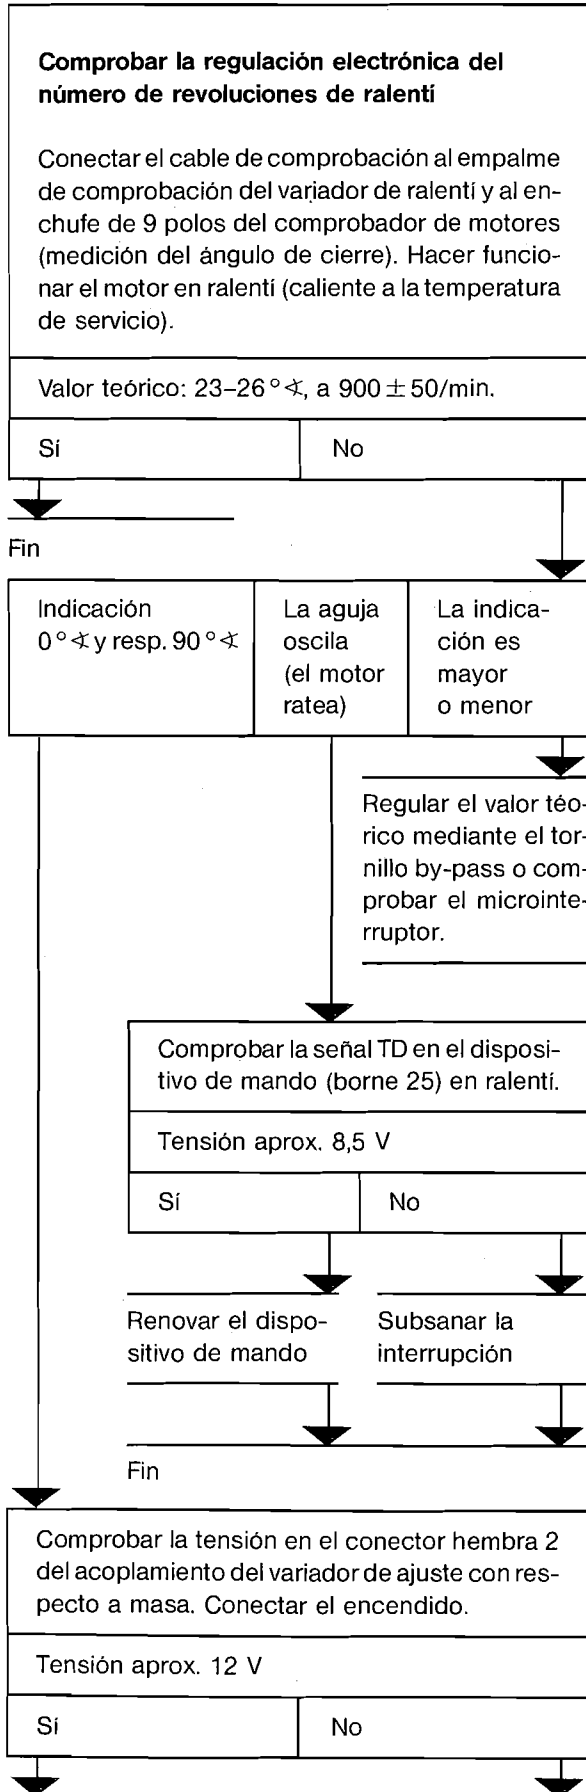 Comprobar la regulación electrónica del
número de revoluciones de ralentí
Conectar el cable de comprobación al empalme
de comprobación del variador de ralentí y al en-
chufe de 9 polos del comprobador de motores
(medición del ángulo de cierre). Hacer funcio-
nar el motor en ralentí (caliente a la temperatura
de servicio).
Valor teórico: 23–26°∢, a 900 ± 50/min.
Sí
No
Fin
Indicación
0°∢ y resp. 90°∢
La aguja
oscila
(el motor
ratea)
La indica-
ción es
mayor
o menor
Regular el valor téo-
rico mediante el tor-
nillo by-pass o com-
probar el microinte-
rruptor.
Comprobar la señal TD en el disposi-
tivo de mando (borne 25) en ralentí.
Tensión aprox. 8,5 V
Sí
No
Renovar el dispo-
sitivo de mando
Subsanar la
interrupción
Fin
Comprobar la tensión en el conector hembra 2
del acoplamiento del variador de ajuste con res-
pecto a masa. Conectar el encendido.
Tensión aprox. 12 V
Sí
No